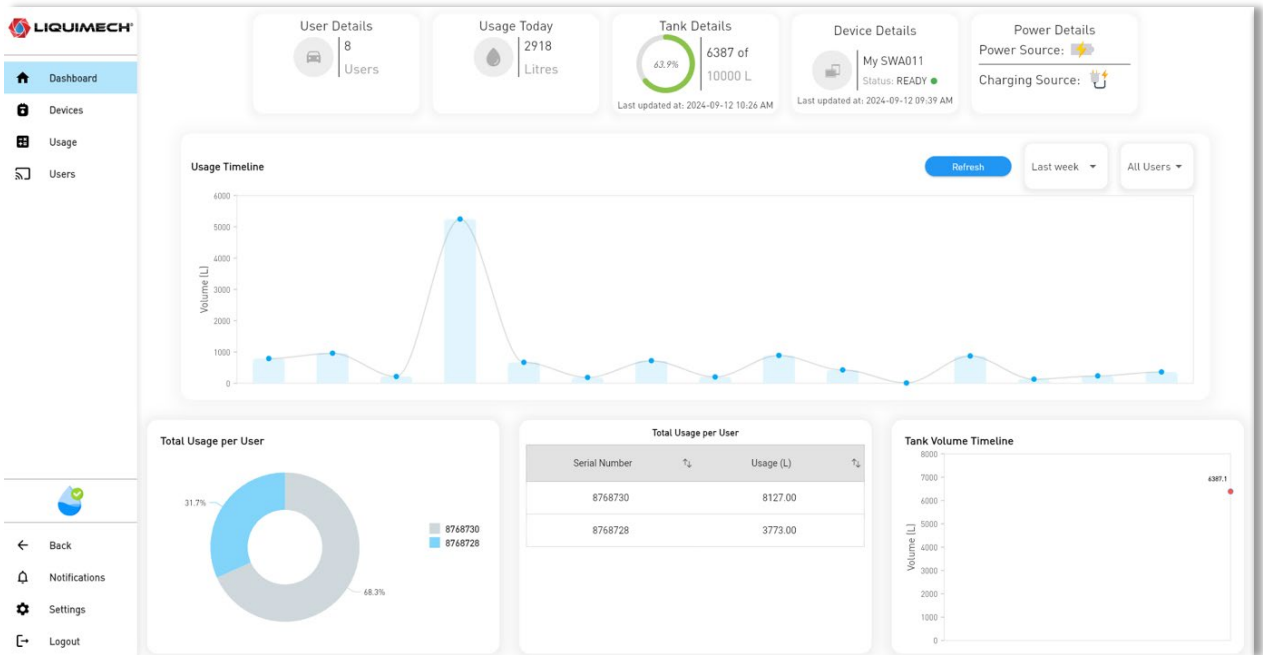 LIQUIMECH®
Dashboard
Devices
Usage
Users
Back
Notifications
Settings
Logout
User Details
8
Users
Usage Today
2918
Litres
Tank Details
63.9%
6387 of
10000 L
Last updated at: 2024-09-12 10:26 AM
Device Details
My SWA011
Status: READY
Last updated at: 2024-09-12 09:39 AM
Power Details
Power Source:
Charging Source:
Usage Timeline
Refresh
Last week
All Users
Volume (L)
6000
5000
4000
3000
2000
1000
0
Total Usage per User
31.7%
68.3%
8768730
8768728
Total Usage per User
Serial Number Usage (L)
8768730 8127.00
8768728 3773.00
Tank Volume Timeline
Volume (L)
8000
7000
6000
5000
4000
3000
2000
1000
0
6387.1